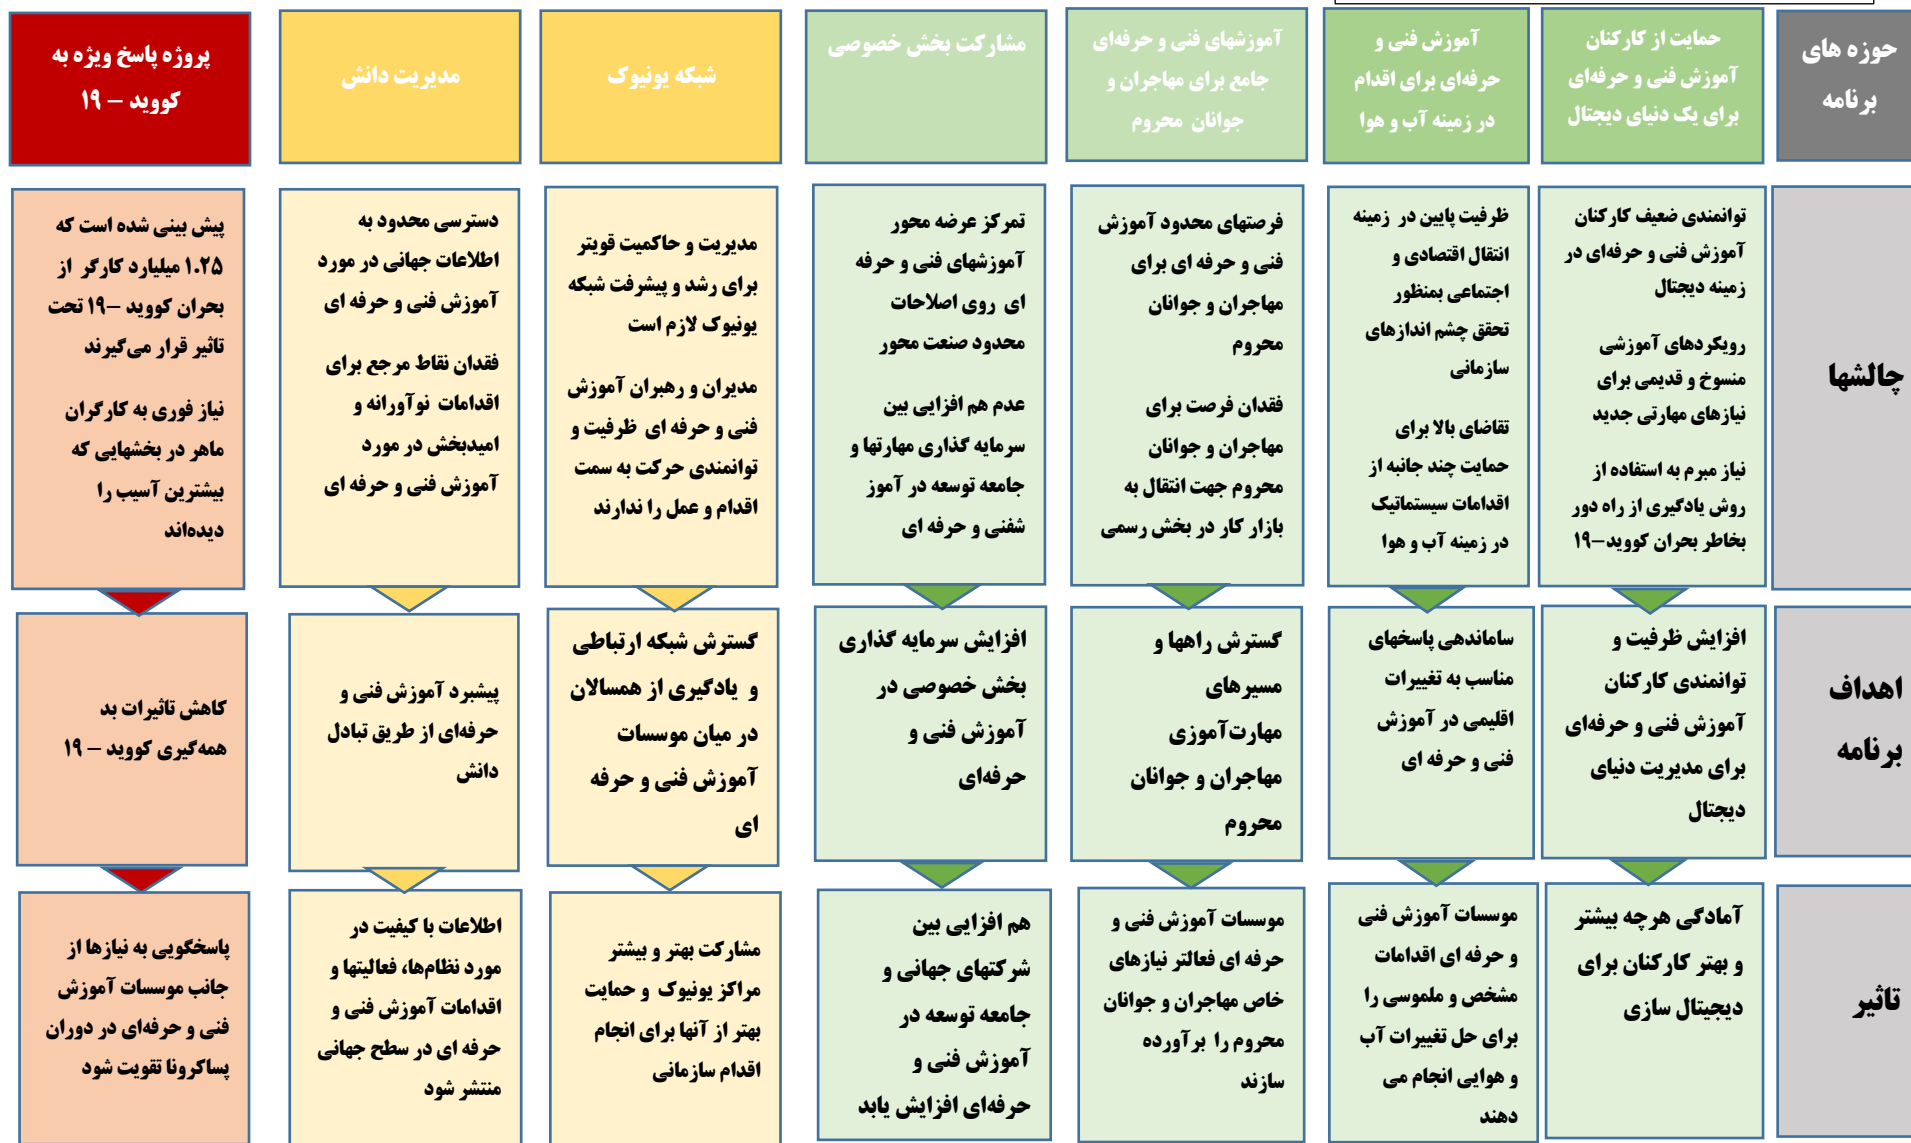 حوزه های
برنامه
حمایت از کارکنان
آموزش فنی و حرفه‌ای
برای یک دنیای دیجتال
آموزش فنی و
حرفه‌ای برای اقدام
در زمینه آب و هوا
آموزشهای فنی و حرفه‌ای
جامع برای مهاجران و
جوانان محروم
مشارکت بخش خصوصی
شبکه یونیوک
مدیریت دانش
پروژه پاسخ ویژه به
کووید – ۱۹
چالشها
توانمندی ضعیف کارکنان
آموزش فنی و حرفه‌ای در
زمینه دیجتال
رویکردهای آموزشی
منسوخ و قدیمی برای
نیازهای مهارتی جدید
نیاز مبرم به استفاده از
روش یادگیری از راه دور
بخاطر بحران کووید–۱۹
ظرفیت پایین در زمینه
انتقال اقتصادی و
اجتماعی بمنظور
تحقق چشم اندازهای
سازمانی
تقاضای بالا برای
حمایت چند جانبه از
اقدامات سیستماتیک
در زمینه آب و هوا
فرصتهای محدود آموزش
فنی و حرفه ای برای
مهاجران و جوانان
محروم
فقدان فرصت برای
مهاجران و جوانان
محروم جهت انتقال به
بازار کار در بخش رسمی
تمرکز عرضه محور
آموزشهای فنی و حرفه
ای روی اصلاحات
محدود صنعت محور
عدم هم افزایی بین
سرمایه گذاری مهارتها و
جامعه توسعه در آموز
شفنی و حرفه ای
مدیریت و حاکمیت قویتر
برای رشد و پیشرفت شبکه
یونیوک لازم است
مدیران و رهبران آموزش
فنی و حرفه ای ظرفیت و
توانمندی حرکت به سمت
اقدام و عمل را ندارند
دسترسی محدود به
اطلاعات جهانی در مورد
آموزش فنی و حرفه ای
فقدان نقاط مرجع برای
اقدامات نوآورانه و
امیدبخش در مورد
آموزش فنی و حرفه ای
پیش بینی شده است که
۱.۲۵ میلیارد کارگر از
بحران کووید –۱۹ تحت
تاثیر قرار می‌گیرند
نیاز فوری به کارگران
ماهر در بخشهایی که
بیشترین آسیب را
دیده‌اند
اهداف
برنامه
افزایش ظرفیت و
توانمندی کارکنان
آموزش فنی و حرفه‌ای
برای مدیریت دنیای
دیجتال
ساماندهی پاسخهای
مناسب به تغییرات
اقلیمی در آموزش
فنی و حرفه ای
گسترش راهها و
مسیرهای
مهارت‌آموزی
مهاجران و جوانان
محروم
افزایش سرمایه گذاری
بخش خصوصی در
آموزش فنی و
حرفه‌ای
گسترش شبکه ارتباطی
و یادگیری از همسالان
در میان موسسات
آموزش فنی و حرفه
ای
پیشبرد آموزش فنی و
حرفه‌ای از طریق تبادل
دانش
کاهش تاثیرات بد
همه‌گیری کووید – ۱۹
تاثیر
آمادگی هرچه بیشتر
و بهتر کارکنان برای
دیجیتال سازی
موسسات آموزش فنی
و حرفه ای اقدامات
مشخص و ملموسی را
برای حل تغییرات آب
و هوایی انجام می
دهند
موسسات آموزش فنی و
حرفه ای فعالتر نیازهای
خاص مهاجران و جوانان
محروم را برآورده
سازند
هم افزایی بین
شرکتهای جهانی و
جامعه توسعه در
آموزش فنی و
حرفه‌ای افزایش یابد
مشارکت بهتر و بیشتر
مراکز یونیوک و حمایت
بهتر از آنها برای انجام
اقدام سازمانی
اطلاعات با کیفیت در
مورد نظام‌ها، فعالیتها و
اقدامات آموزش فنی و
حرفه ای در سطح جهانی
منتشر شود
پاسخگویی به نیازها از
جانب موسسات آموزش
فنی و حرفه‌ای در دوران
پساکرونا تقویت شود